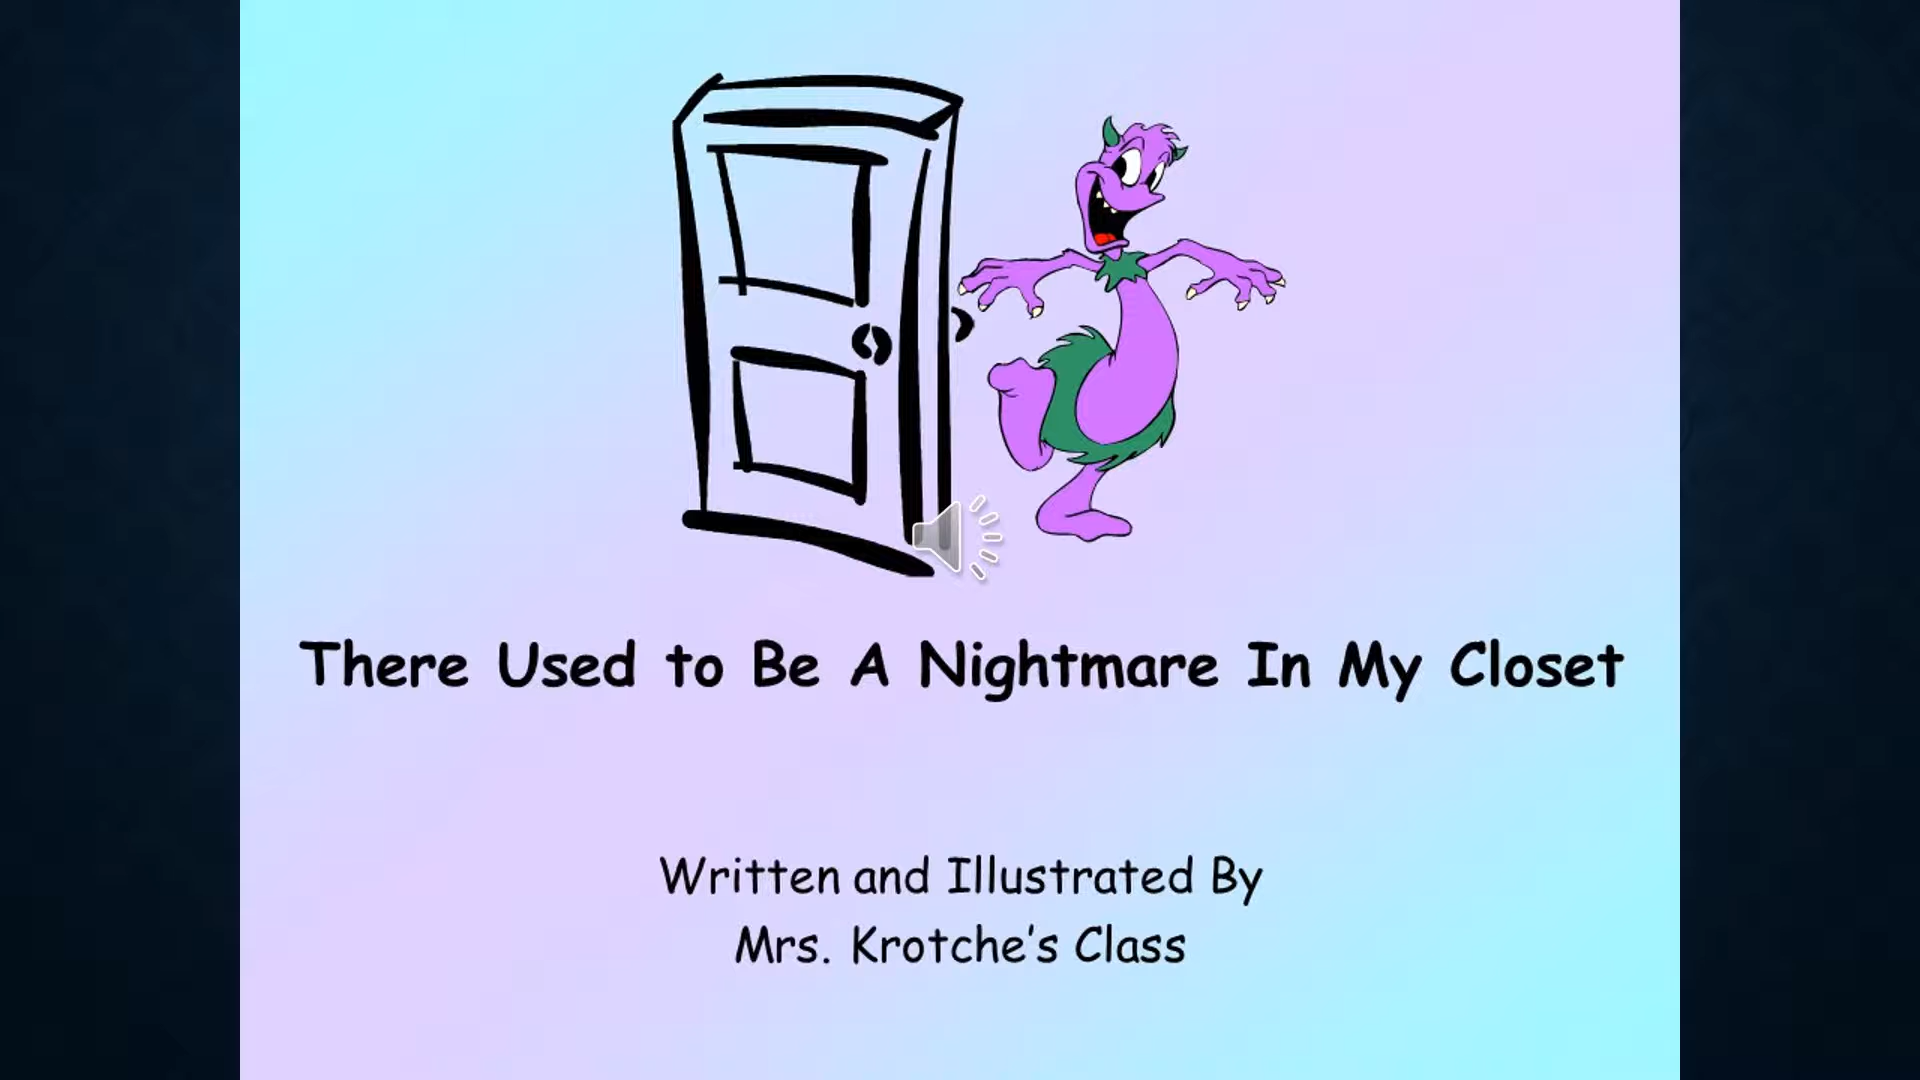 There Used to Be A Nightmare In My Closet
Written and Illustrated By
Mrs. Krotche's Class